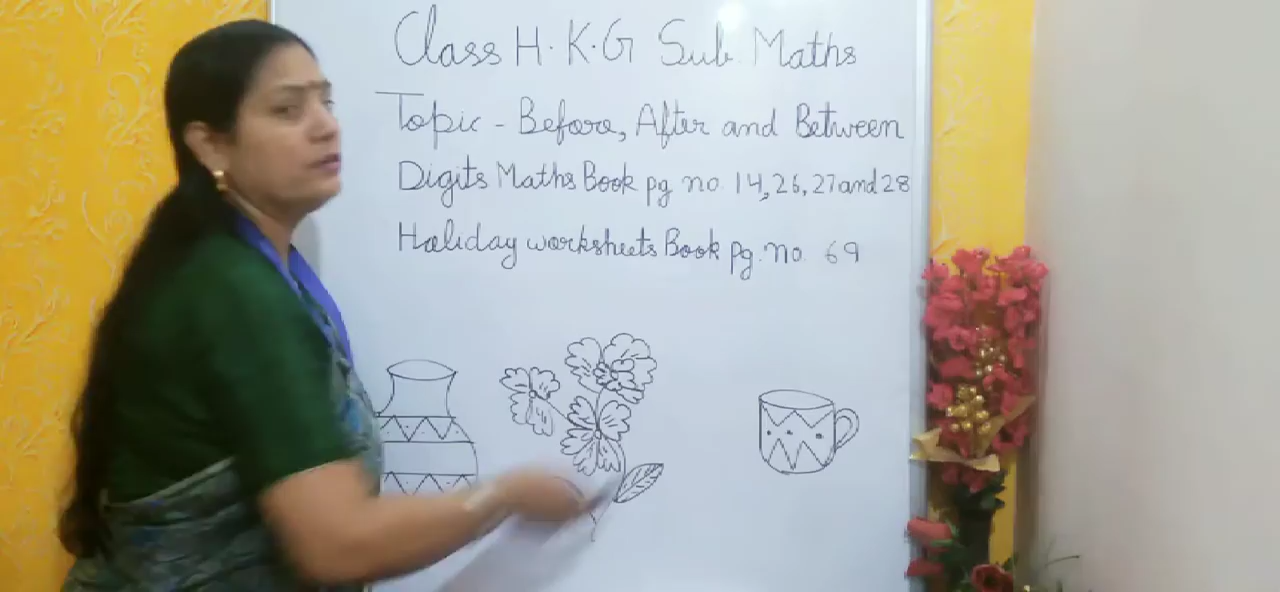 Class H.K.G Sub. Maths
Topic - Before, After and Between
Digits Maths Book pg no. 14, 26, 27 and 28
Holiday worksheets Book pg. no. 69